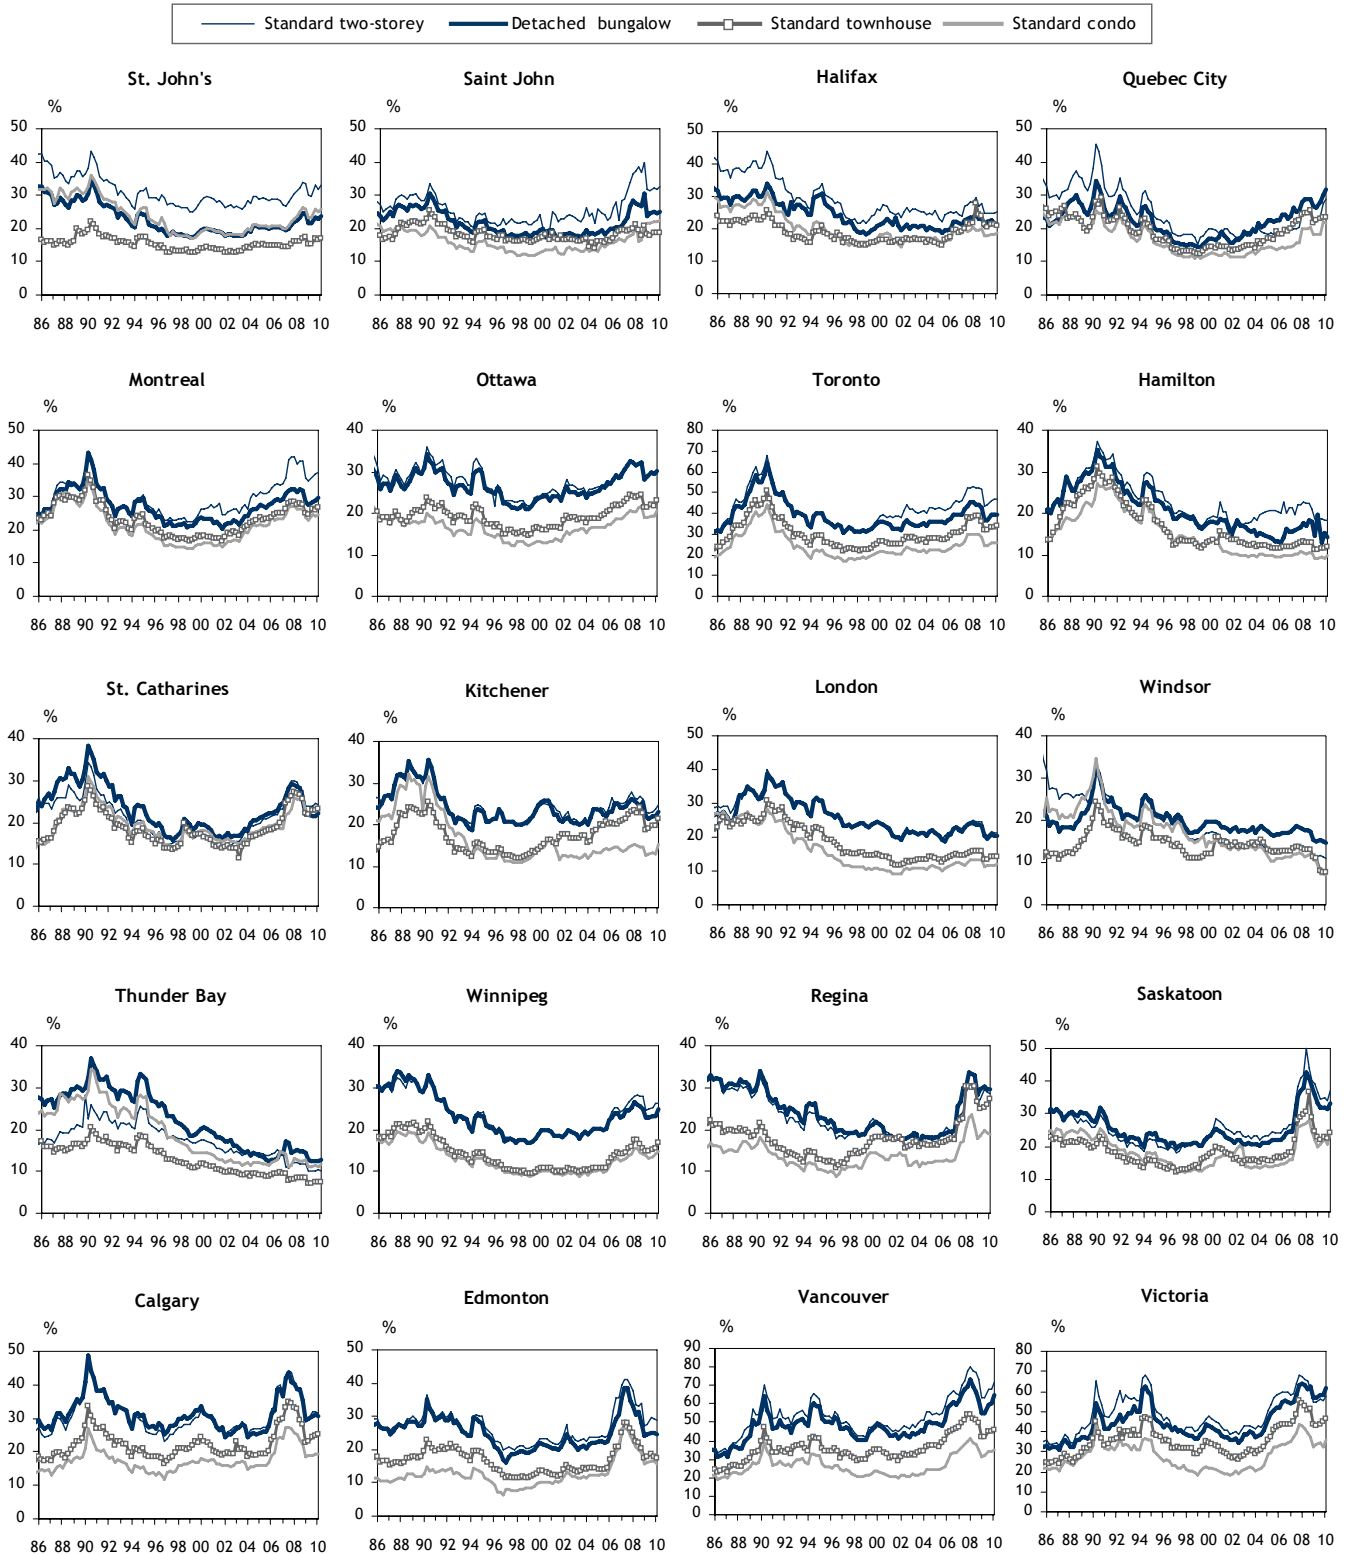 Standard two-storey Detached bungalow Standard townhouse Standard condo
St. John's Saint John Halifax Quebec City
% % % %
50 50 50 50
40 40 40 40
30 30 30 30
20 20 20 20
10 10 10 10
0 0 0 0
86 88 90 92 94 96 98 00 02 04 06 08 10 86 88 90 92 94 96 98 00 02 04 06 08 10 86 88 90 92 94 96 98 00 02 04 06 08 10 86 88 90 92 94 96 98 00 02 04 06 08 10
Montreal Ottawa Toronto Hamilton
% % % %
50 40 80 40
40 30 70 30
30 20 60 20
20 10 50 10
10 0 40 0
0 30
20
10
0
86 88 90 92 94 96 98 00 02 04 06 08 10 86 88 90 92 94 96 98 00 02 04 06 08 10 86 88 90 92 94 96 98 00 02 04 06 08 10 86 88 90 92 94 96 98 00 02 04 06 08 10
St. Catharines Kitchener London Windsor
% % % %
40 40 50 40
30 30 40 30
20 20 30 20
10 10 20 10
0 0 10 0
0
86 88 90 92 94 96 98 00 02 04 06 08 10 86 88 90 92 94 96 98 00 02 04 06 08 10 86 88 90 92 94 96 98 00 02 04 06 08 10 86 88 90 92 94 96 98 00 02 04 06 08 10
Thunder Bay Winnipeg Regina Saskatoon
% % % %
40 40 40 50
30 30 30 40
20 20 20 30
10 10 10 20
0 0 0 10
0
86 88 90 92 94 96 98 00 02 04 06 08 10 86 88 90 92 94 96 98 00 02 04 06 08 10 86 88 90 92 94 96 98 00 02 04 06 08 10 86 88 90 92 94 96 98 00 02 04 06 08 10
Calgary Edmonton Vancouver Victoria
% % % %
50 50 90 80
40 40 80 70
30 30 70 60
20 20 60 50
10 10 50 40
0 0 40 30
30 20
20 10
10 0
0
86 88 90 92 94 96 98 00 02 04 06 08 10 86 88 90 92 94 96 98 00 02 04 06 08 10 86 88 90 92 94 96 98 00 02 04 06 08 10 86 88 90 92 94 96 98 00 02 04 06 08 10